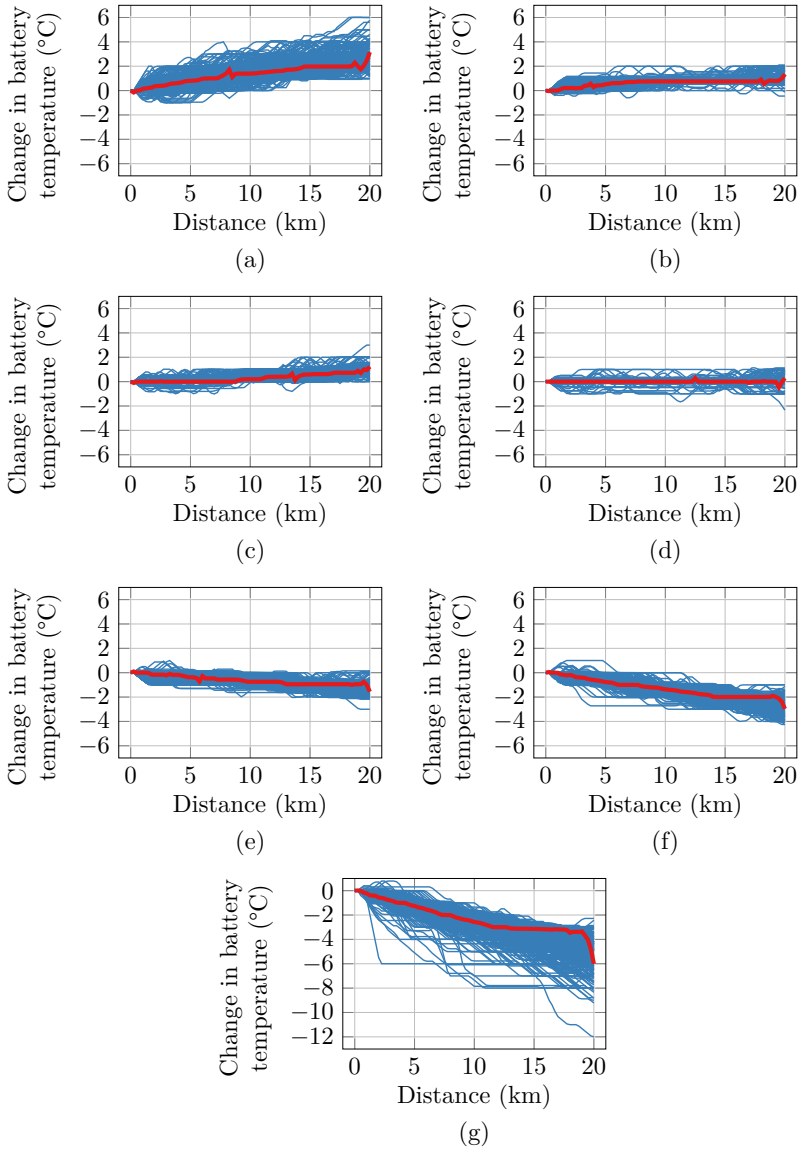 6
4
2
0
−2
−4
−6
0 5 10 15 20
Change in battery
temperature (°C)
Distance (km)
(a)
6
4
2
0
−2
−4
−6
0 5 10 15 20
Change in battery
temperature (°C)
Distance (km)
(b)
6
4
2
0
−2
−4
−6
0 5 10 15 20
Change in battery
temperature (°C)
Distance (km)
(c)
6
4
2
0
−2
−4
−6
0 5 10 15 20
Change in battery
temperature (°C)
Distance (km)
(d)
6
4
2
0
−2
−4
−6
0 5 10 15 20
Change in battery
temperature (°C)
Distance (km)
(e)
6
4
2
0
−2
−4
−6
0 5 10 15 20
Change in battery
temperature (°C)
Distance (km)
(f)
0
−2
−4
−6
−8
−10
−12
0 5 10 15 20
Change in battery
temperature (°C)
Distance (km)
(g)